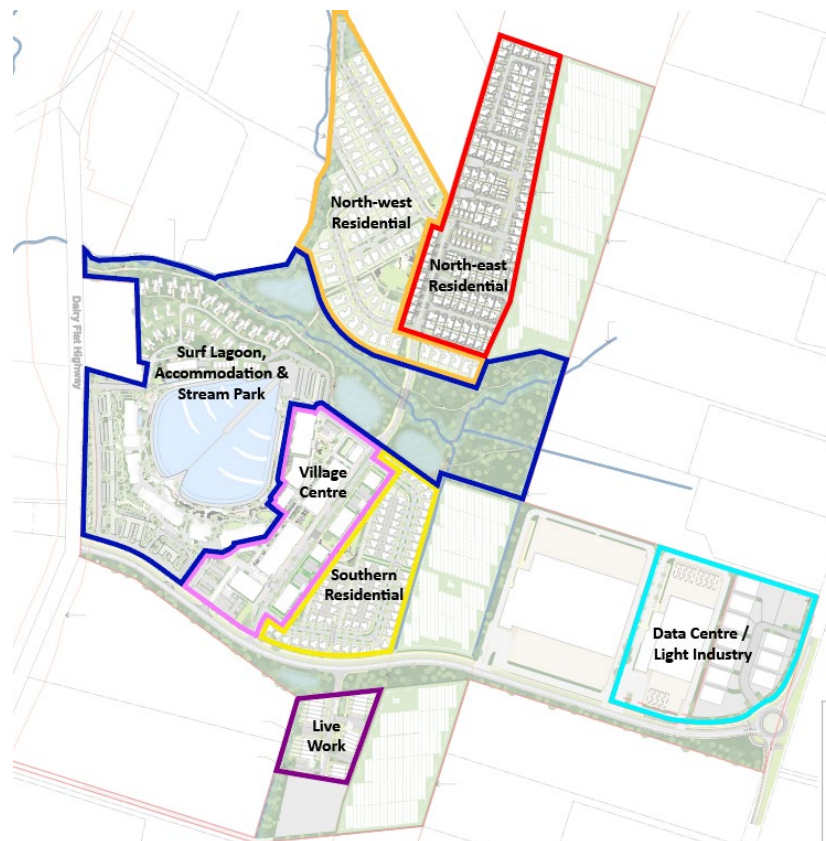 North-west
Residential
North-east
Residential
Dairy Flat Highway
Surf Lagoon,
Accommodation &
Stream Park
Village
Centre
Southern
Residential
Data Centre /
Light Industry
Live
Work